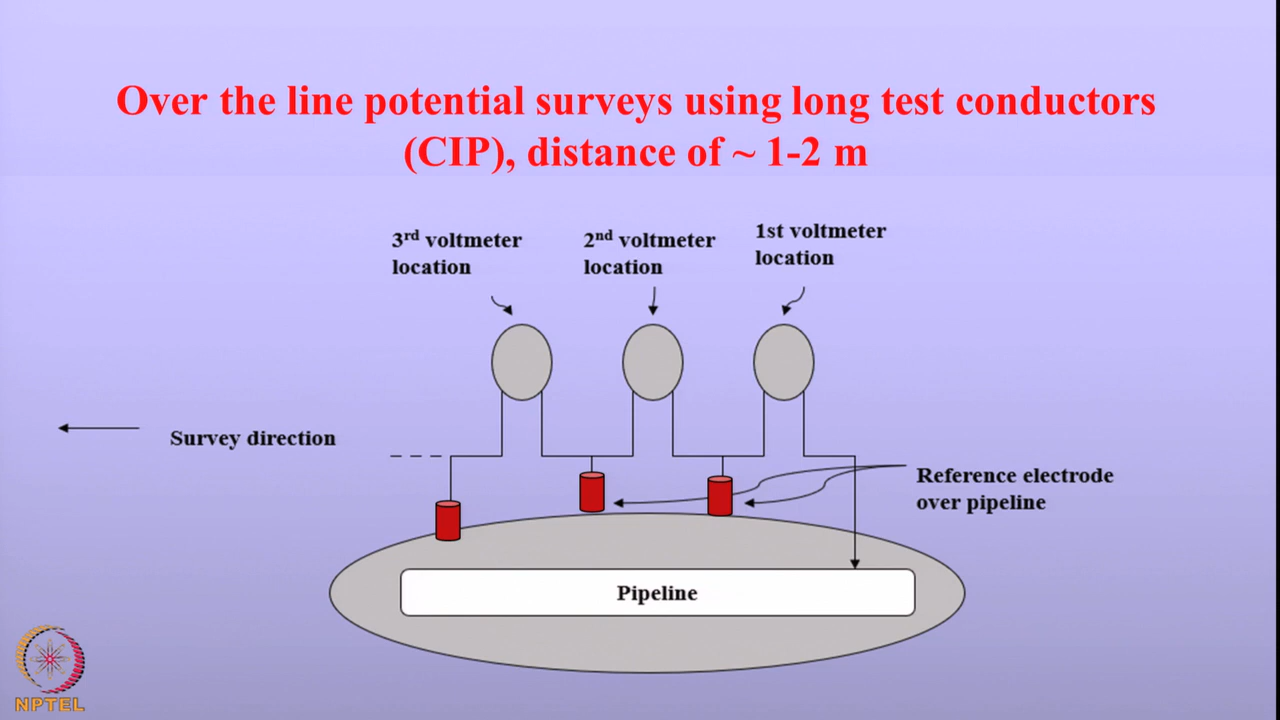 Over the line potential surveys using long test conductors
(CIP), distance of ~ 1-2 m
3rd voltmeter
location
2nd voltmeter
location
1st voltmeter
location
Survey direction
Reference electrode
over pipeline
Pipeline
NPTEL